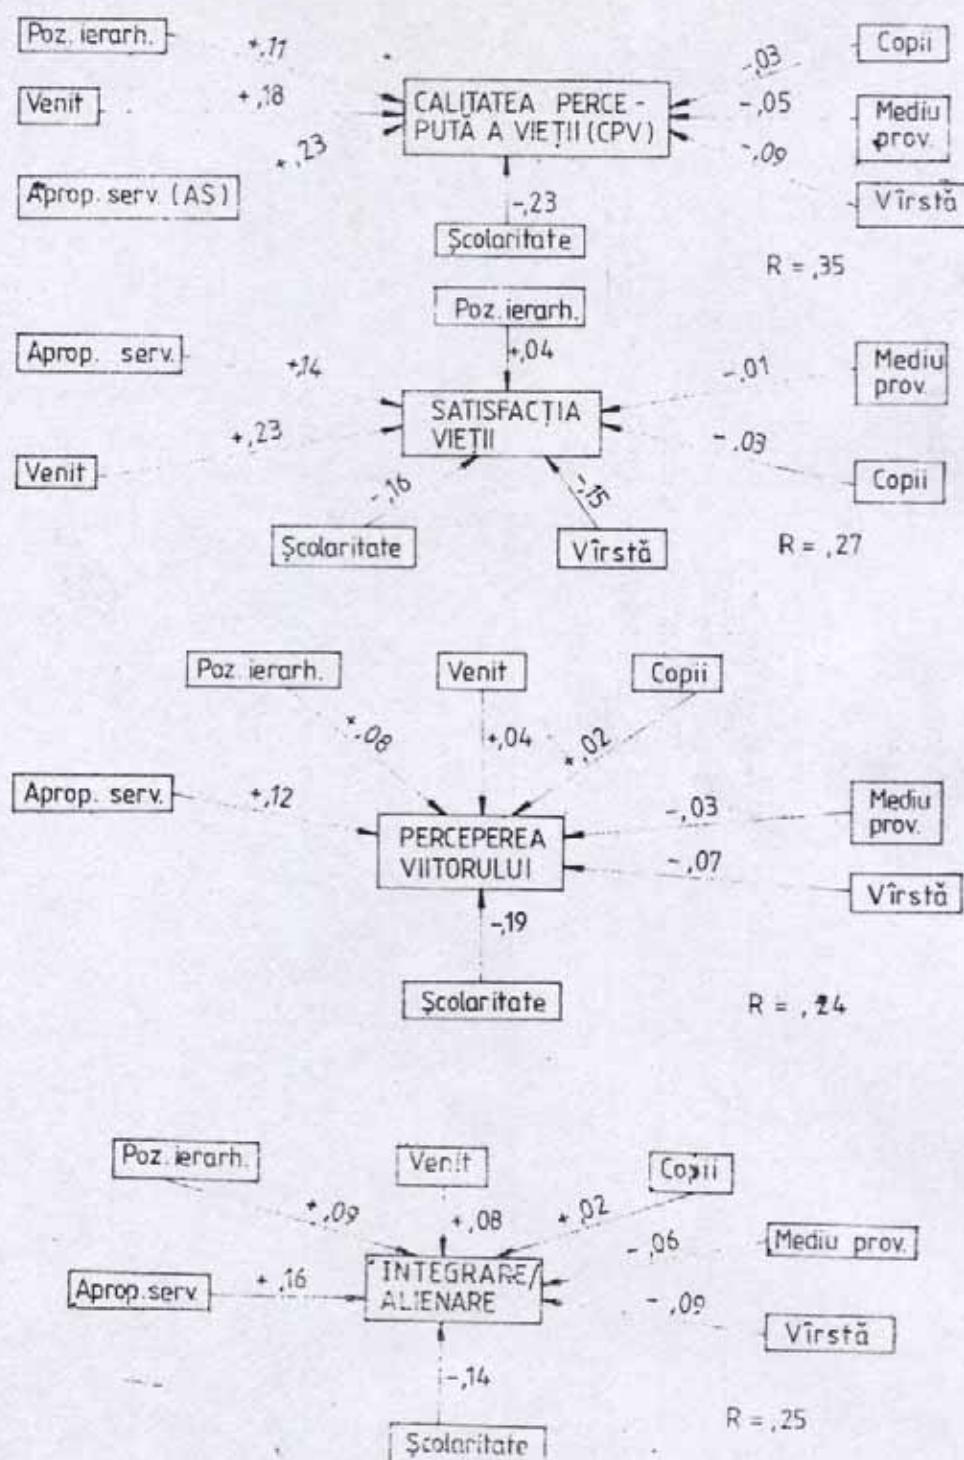 Poz. ierarh.
+,11
-,03
Copii
Venit
+,18
CALITATEA PERCE-
PUTĂ A VIEȚII (CPV)
-,05
Mediu
prov.
+,23
-,09
Aprop. serv. (AS)
Vîrstă
-,23
Școlaritate
R = ,35
Poz. ierarh.
Aprop. serv.
+,04
+,14
-,01
Mediu
prov.
SATISFACȚIA
VIEȚII
+,23
-,03
Venit
Copii
-,16
-,15
Școlaritate
Vîrstă
R = ,27
Poz. ierarh.
Venit
Copii
+,08
+,04
+,02
Aprop. serv.
+,12
-,03
Mediu
prov.
PERCEPEREA
VIITORULUI
-,07
Vîrstă
-,19
Școlaritate
R = ,24
Poz. ierarh.
Venit
Copii
+,09
+,08
+,02
-,06
Mediu prov.
Aprop. serv.
+,16
INTEGRARE/
ALIENARE
-,09
Vîrstă
-,14
R = ,25
Școlaritate